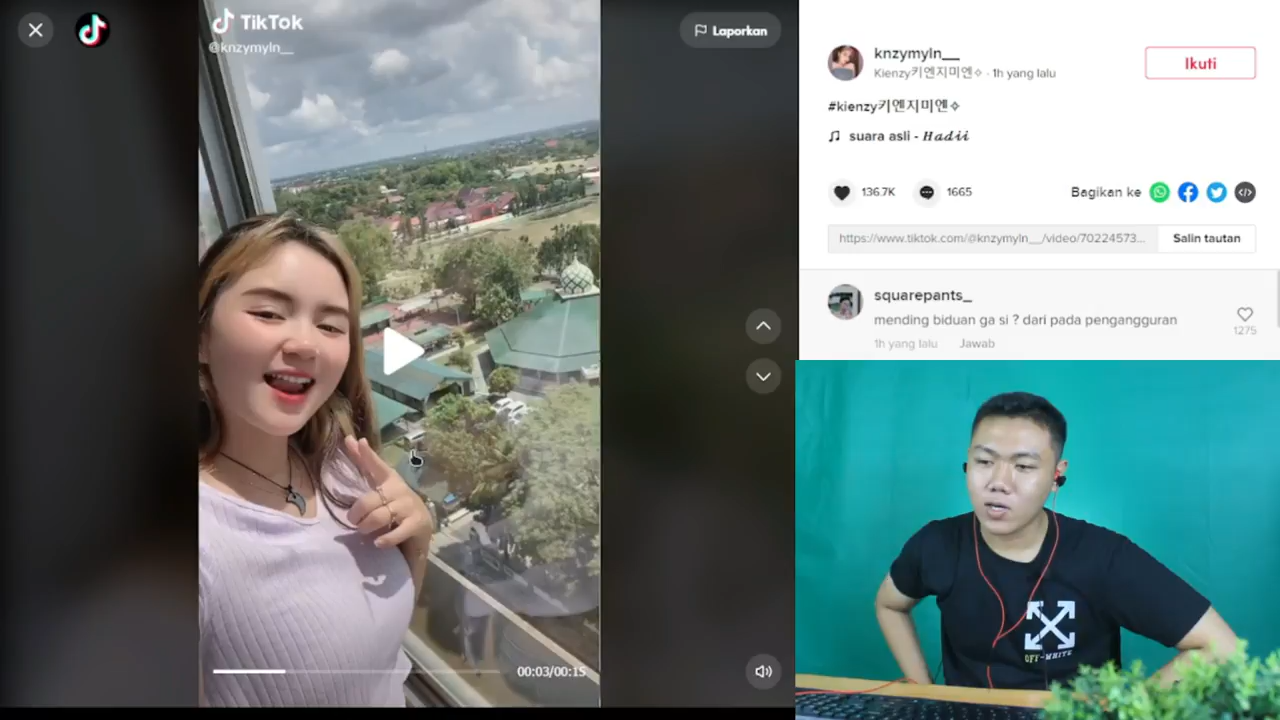 TikTok
@knzymyln__
Laporkan
00:03/00:15
knzymyln__
Kienzy키엔지미엔✧ · 1h yang lalu
Ikuti
#kienzy키엔지미엔✧
♫ suara asli - 𝑯𝒂𝒅𝒊𝒊
136.7K
1665
Bagikan ke
https://www.tiktok.com/@knzymyln__/video/70224573...
Salin tautan
squarepants_
mending biduan ga si ? dari pada pengangguran
1275
1h yang lalu
Jawab
OFF-WHITE